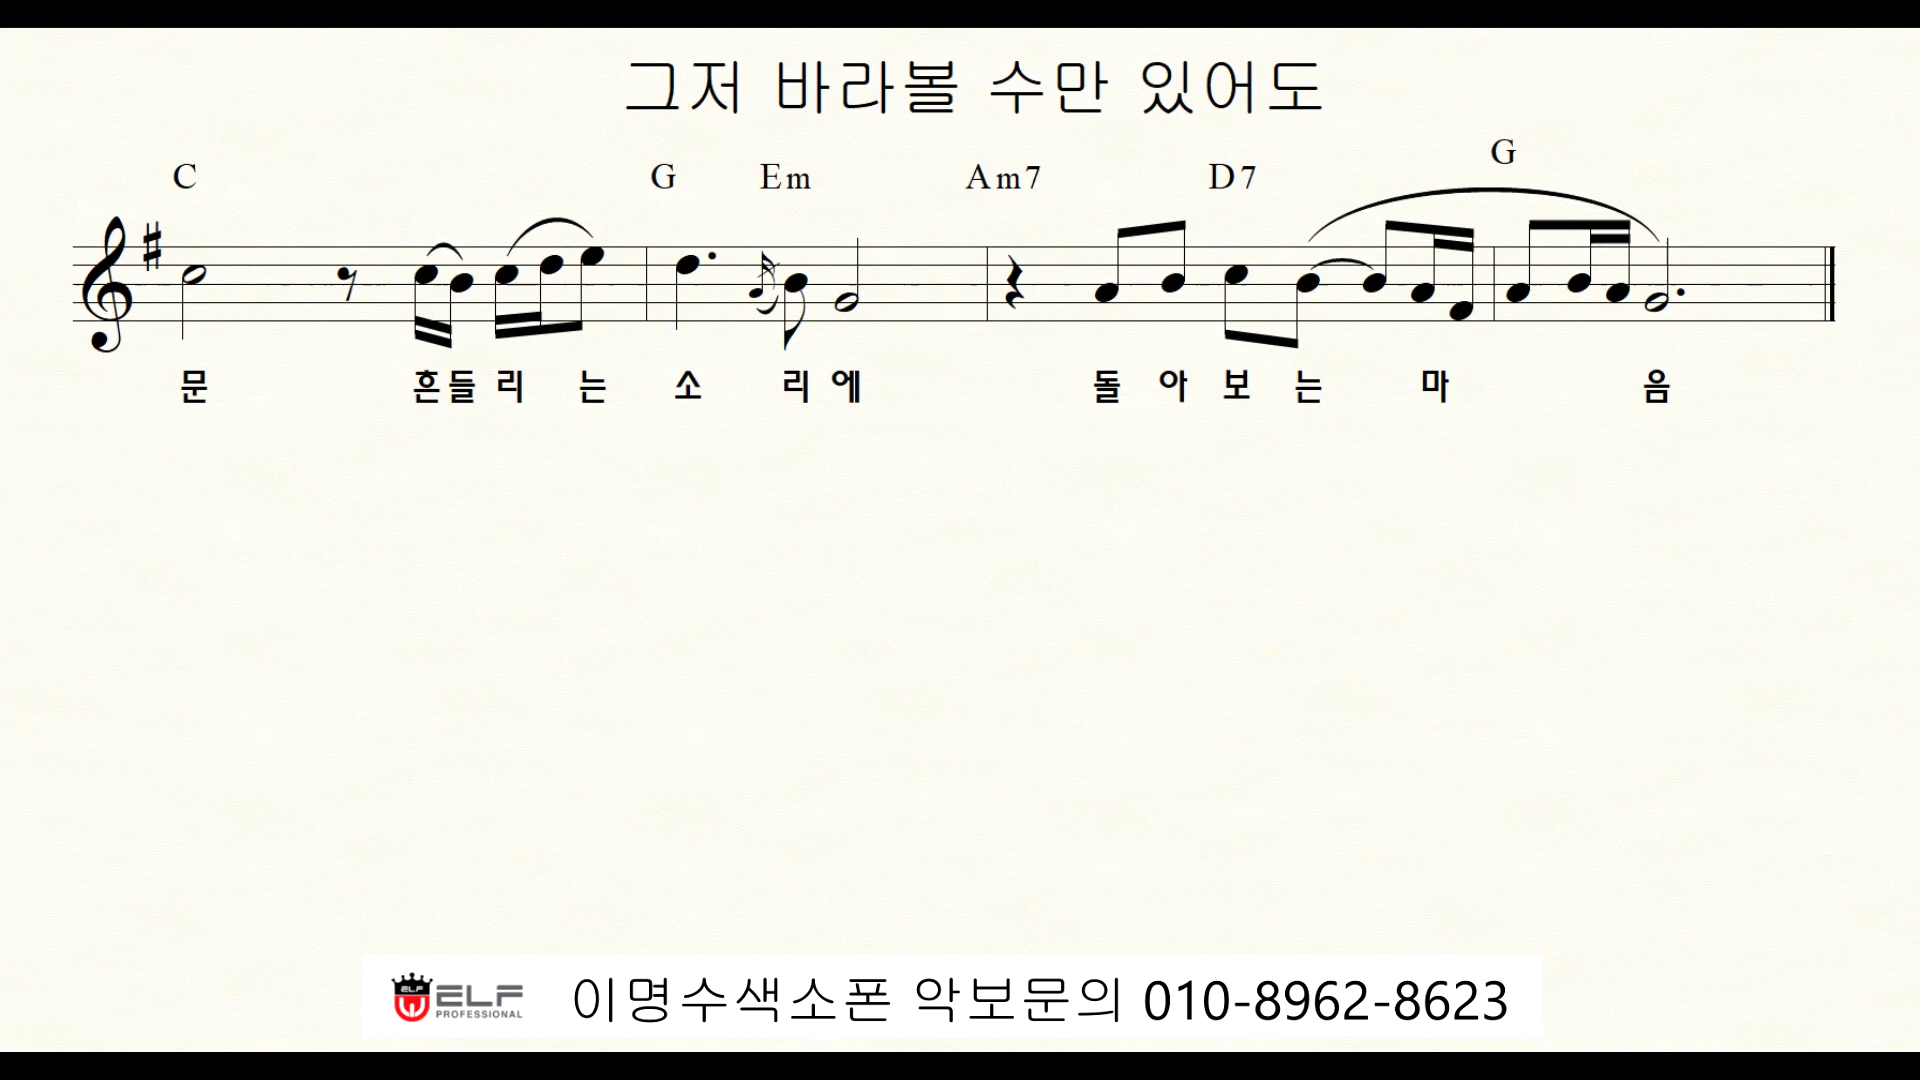 그저 바라볼 수만 있어도
C G Em Am7 D7 G
문 흔들리 는 소 리에 돌 아 보 는 마 음
ELF PROFESSIONAL 이명수색소폰 악보문의 010-8962-8623